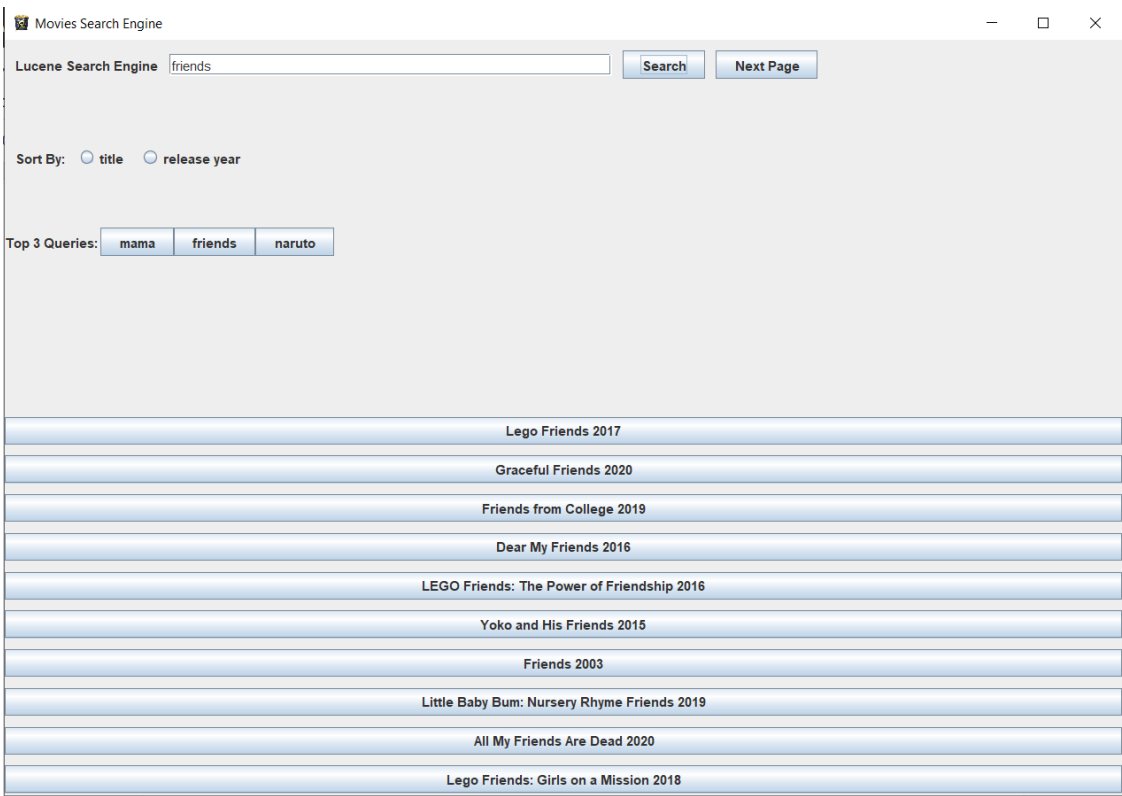 Movies Search Engine
Lucene Search Engine friends Search Next Page
Sort By: title release year
Top 3 Queries: mama friends naruto
Lego Friends 2017
Graceful Friends 2020
Friends from College 2019
Dear My Friends 2016
LEGO Friends: The Power of Friendship 2016
Yoko and His Friends 2015
Friends 2003
Little Baby Bum: Nursery Rhyme Friends 2019
All My Friends Are Dead 2020
Lego Friends: Girls on a Mission 2018